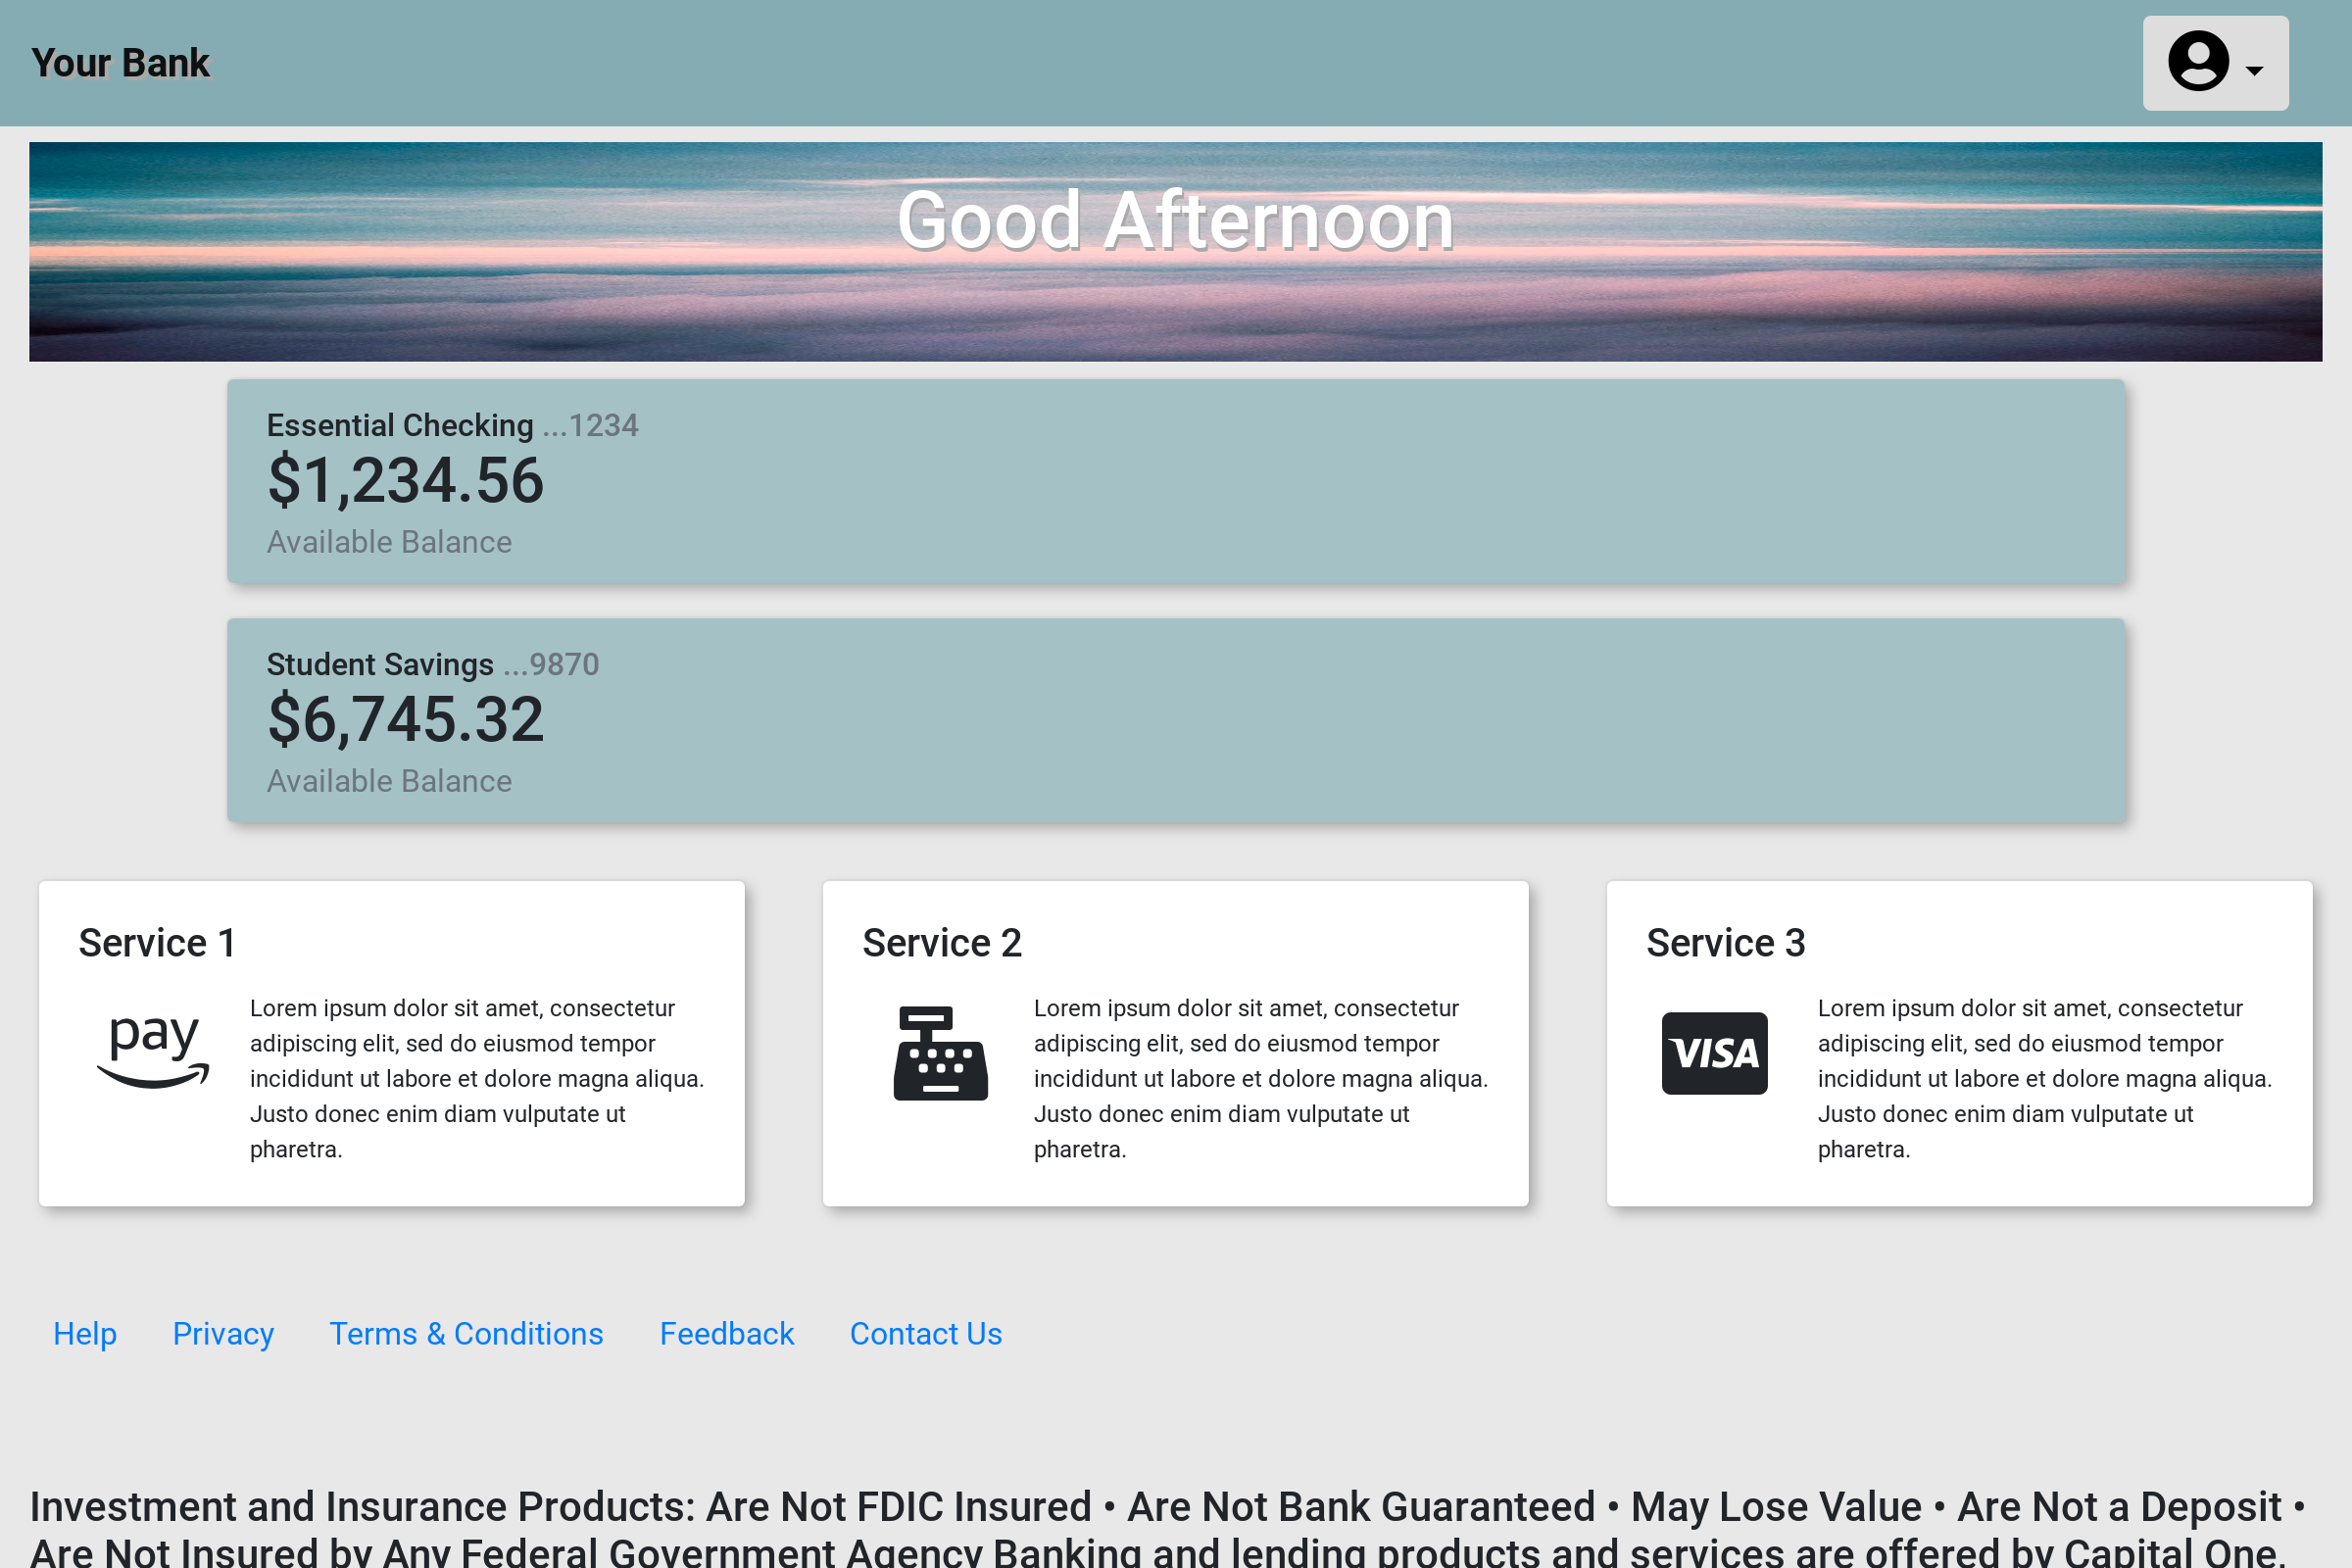 Your Bank
Good Afternoon
Essential Checking ...1234
$1,234.56
Available Balance
Student Savings ...9870
$6,745.32
Available Balance
Service 1
pay
Lorem ipsum dolor sit amet, consectetur
adipiscing elit, sed do eiusmod tempor
incididunt ut labore et dolore magna aliqua.
Justo donec enim diam vulputate ut
pharetra.
Service 2
Lorem ipsum dolor sit amet, consectetur
adipiscing elit, sed do eiusmod tempor
incididunt ut labore et dolore magna aliqua.
Justo donec enim diam vulputate ut
pharetra.
Service 3
VISA
Lorem ipsum dolor sit amet, consectetur
adipiscing elit, sed do eiusmod tempor
incididunt ut labore et dolore magna aliqua.
Justo donec enim diam vulputate ut
pharetra.
Help Privacy Terms & Conditions Feedback Contact Us
Investment and Insurance Products: Are Not FDIC Insured • Are Not Bank Guaranteed • May Lose Value • Are Not a Deposit •
Are Not Insured by Any Federal Government Agency Banking and lending products and services are offered by Capital One,